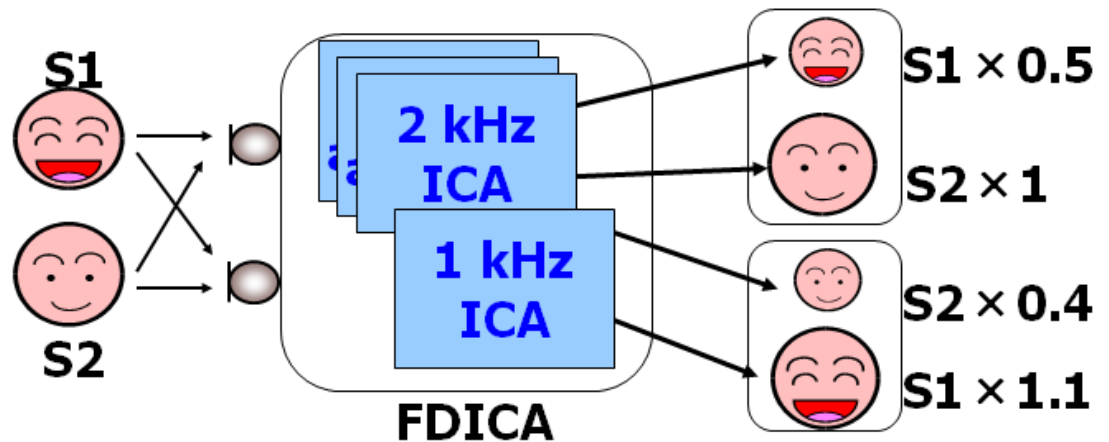 S1
S2
2 kHz
ICA
1 kHz
ICA
FDICA
S1 × 0.5
S2 × 1
S2 × 0.4
S1 × 1.1